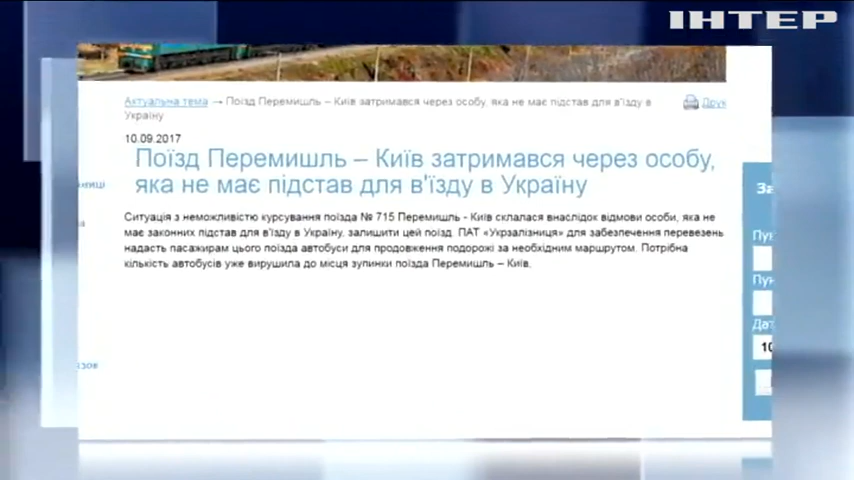 ІНТЕР
Актуальна тема → Поїзд Перемишль – Київ затримався через особу, яка не має підстав для в'їзду в
Україну
Друк
10.09.2017
Поїзд Перемишль – Київ затримався через особу,
яка не має підстав для в'їзду в Україну
Ситуація з неможливістю курсування поїзда № 715 Перемишль - Київ склалася внаслідок відмови особи, яка не
має законних підстав для в'їзду в Україну, залишити цей поїзд. ПАТ «Укрзалізниця» для забезпечення перевезень
надасть пасажирам цього поїзда автобуси для продовження подорожі за необхідним маршрутом. Потрібна
кількість автобусів уже вирушила до місця зупинки поїзда Перемишль – Київ.